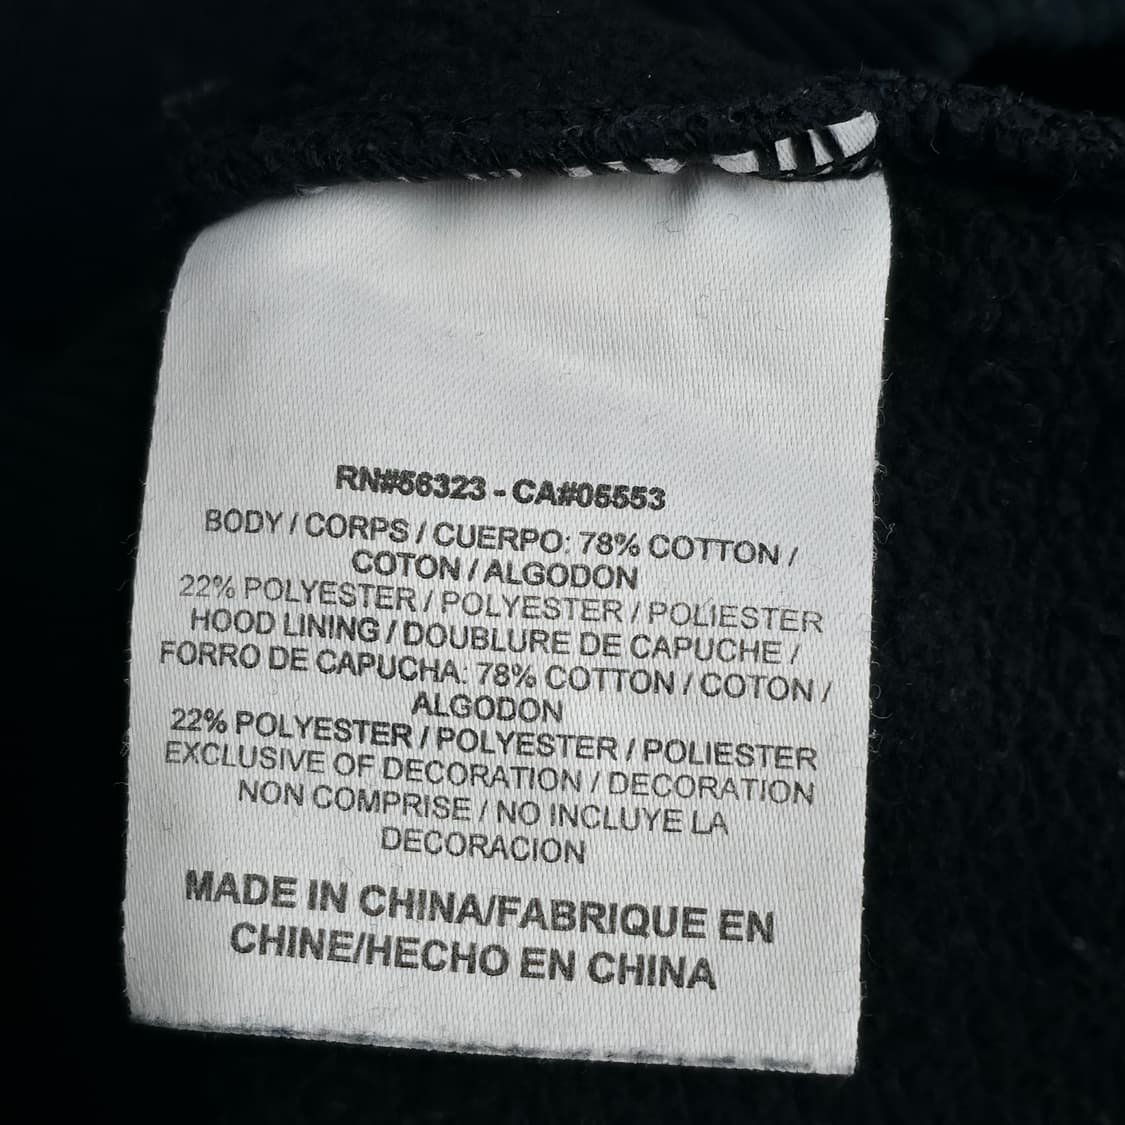 RN#56323 - CA#05553
BODY / CORPS / CUERPO: 78% COTTON /
COTON / ALGODON
22% POLYESTER / POLYESTER / POLIESTER
HOOD LINING / DOUBLURE DE CAPUCHE /
FORRO DE CAPUCHA: 78% COTTON / COTON /
ALGODON
22% POLYESTER / POLYESTER / POLIESTER
EXCLUSIVE OF DECORATION / DECORATION
NON COMPRISE / NO INCLUYE LA
DECORACION
MADE IN CHINA/FABRIQUE EN
CHINE/HECHO EN CHINA